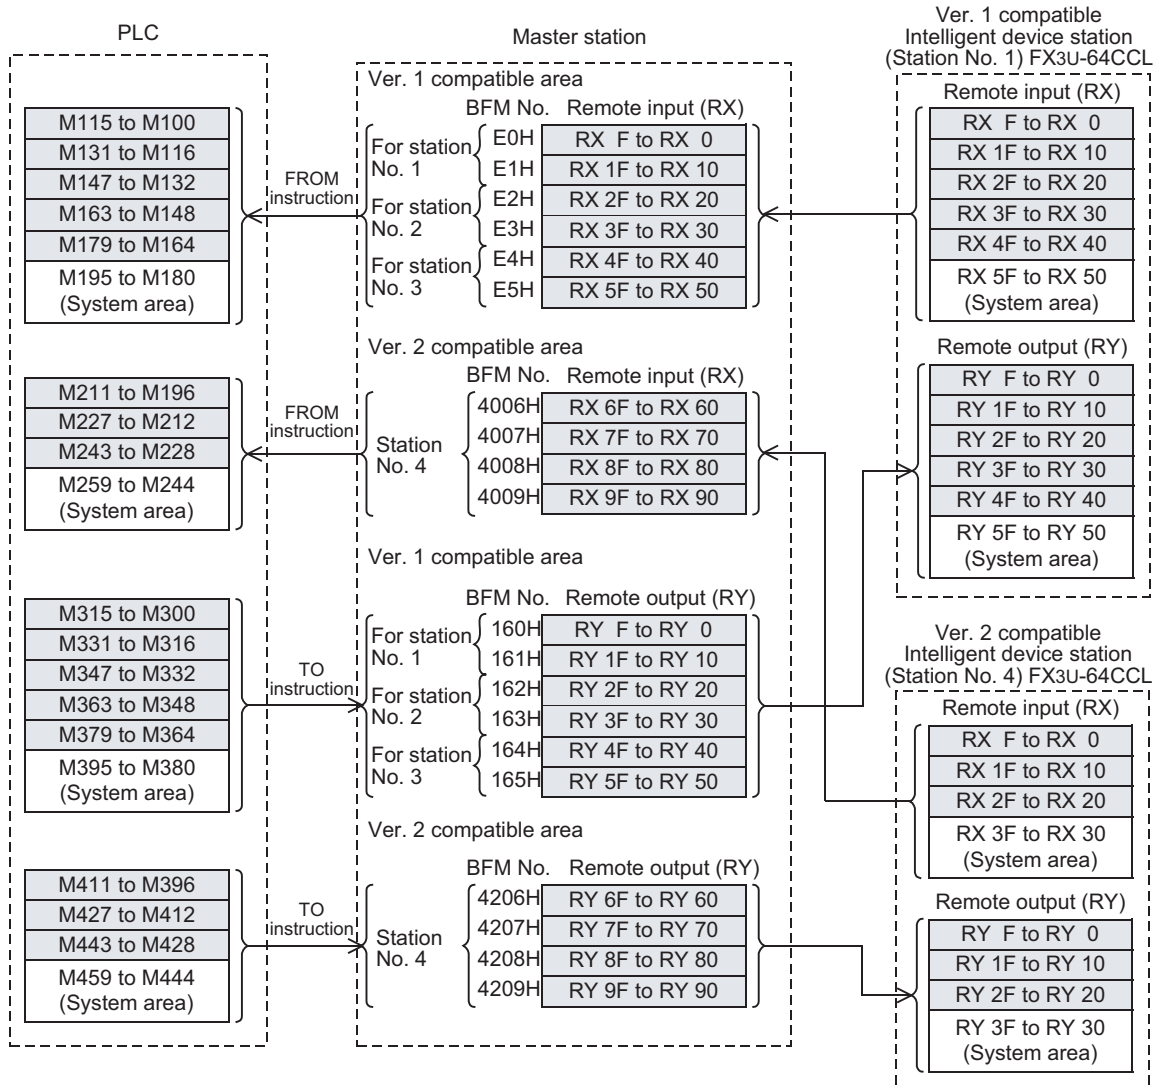 PLC
M115 to M100
M131 to M116
M147 to M132
M163 to M148
M179 to M164
M195 to M180
(System area)
M211 to M196
M227 to M212
M243 to M228
M259 to M244
(System area)
M315 to M300
M331 to M316
M347 to M332
M363 to M348
M379 to M364
M395 to M380
(System area)
M411 to M396
M427 to M412
M443 to M428
M459 to M444
(System area)
FROM
instruction
FROM
instruction
TO
instruction
TO
instruction
Master station
Ver. 1 compatible area
BFM No. Remote input (RX)
For station
No. 1
E0H RX F to RX 0
E1H RX 1F to RX 10
For station
No. 2
E2H RX 2F to RX 20
E3H RX 3F to RX 30
For station
No. 3
E4H RX 4F to RX 40
E5H RX 5F to RX 50
Ver. 2 compatible area
BFM No. Remote input (RX)
Station
No. 4
4006H RX 6F to RX 60
4007H RX 7F to RX 70
4008H RX 8F to RX 80
4009H RX 9F to RX 90
Ver. 1 compatible area
BFM No. Remote output (RY)
For station
No. 1
160H RY F to RY 0
161H RY 1F to RY 10
For station
No. 2
162H RY 2F to RY 20
163H RY 3F to RY 30
For station
No. 3
164H RY 4F to RY 40
165H RY 5F to RY 50
Ver. 2 compatible area
BFM No. Remote output (RY)
Station
No. 4
4206H RY 6F to RY 60
4207H RY 7F to RY 70
4208H RY 8F to RY 80
4209H RY 9F to RY 90
Ver. 1 compatible
Intelligent device station
(Station No. 1) FX3U-64CCL
Remote input (RX)
RX F to RX 0
RX 1F to RX 10
RX 2F to RX 20
RX 3F to RX 30
RX 4F to RX 40
RX 5F to RX 50
(System area)
Remote output (RY)
RY F to RY 0
RY 1F to RY 10
RY 2F to RY 20
RY 3F to RY 30
RY 4F to RY 40
RY 5F to RY 50
(System area)
Ver. 2 compatible
Intelligent device station
(Station No. 4) FX3U-64CCL
Remote input (RX)
RX F to RX 0
RX 1F to RX 10
RX 2F to RX 20
RX 3F to RX 30
(System area)
Remote output (RY)
RY F to RY 0
RY 1F to RY 10
RY 2F to RY 20
RY 3F to RY 30
(System area)